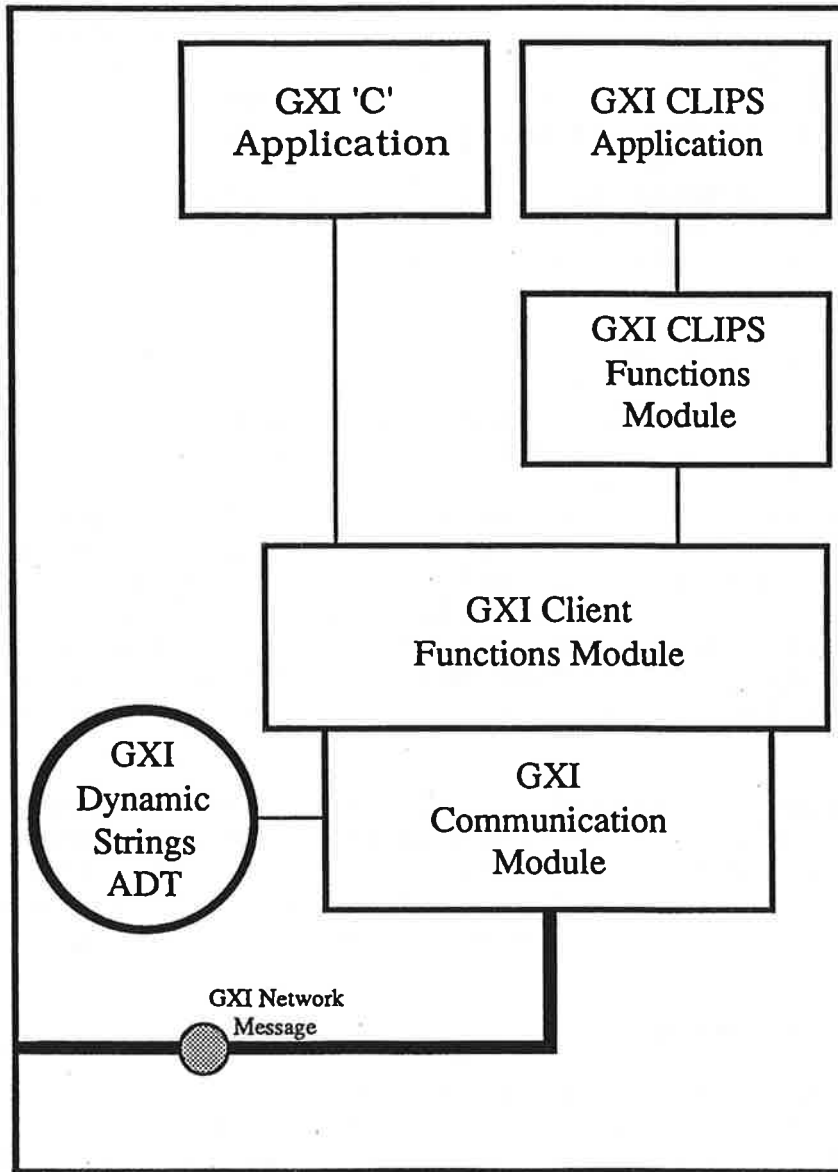 GXI 'C'
Application
GXI CLIPS
Application
GXI CLIPS
Functions
Module
GXI Client
Functions Module
GXI
Dynamic
Strings
ADT
GXI
Communication
Module
GXI Network
Message